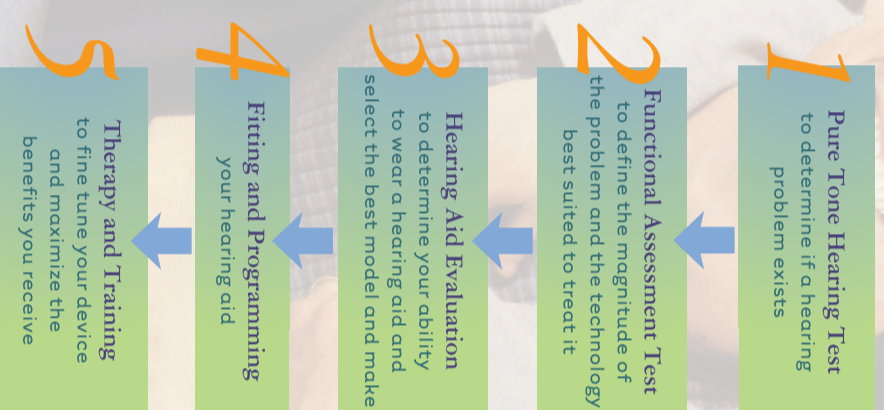 1
Pure Tone Hearing Test
to determine if a hearing
problem exists
2
Functional Assessment Test
to define the magnitude of
the problem and the technology
best suited to treat it
3
Hearing Aid Evaluation
to determine your ability
to wear a hearing aid and
select the best model and make
4
Fitting and Programming
your hearing aid
5
Therapy and Training
to fine tune your device
and maximize the
benefits you receive